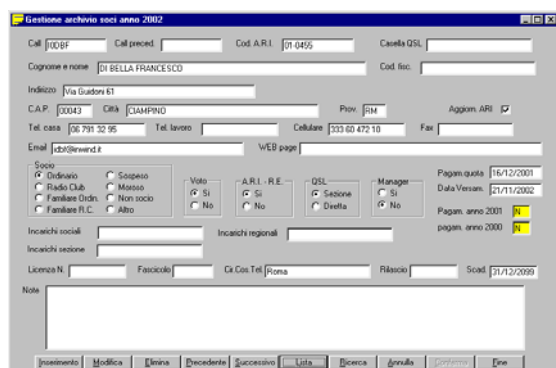 Gestione archivio soci anno 2002
Call I0DBF Call preced. Cod. A.R.I. 01-0455 Casella QSL
Cognome e nome DI BELLA FRANCESCO Cod. fisc.
Indirizzo Via Guidoni 61
C.A.P. 00043 Città CIAMPINO Prov. RM Aggiorn. ARI
Tel. casa 06 791 32 95 Tel. lavoro Cellulare 333 60 472 10 Fax
Email WEB page
Socio
Ordinario Sospeso
Radio Club Moroso
Familiare Ordin. Non socio
Familiare R.C. Altro
Voto
Si
No
A.R.I. - R.E.
Si
No
QSL
Sezione
Diretta
Manager
Si
No
Pagam.quota 16/12/2001
Data Versam. 21/11/2002
Pagam. anno 2001 N
pagam. anno 2000 N
Incarichi sociali Incarichi regionali
Incarichi sezione
Licenza N. Fascicolo Cir.Cos.Tel. Roma Rilascio Scad. 31/12/2099
Note
Inserimento Modifica Elimina Precedente Successivo Lista Ricerca Annulla Conferma Fine